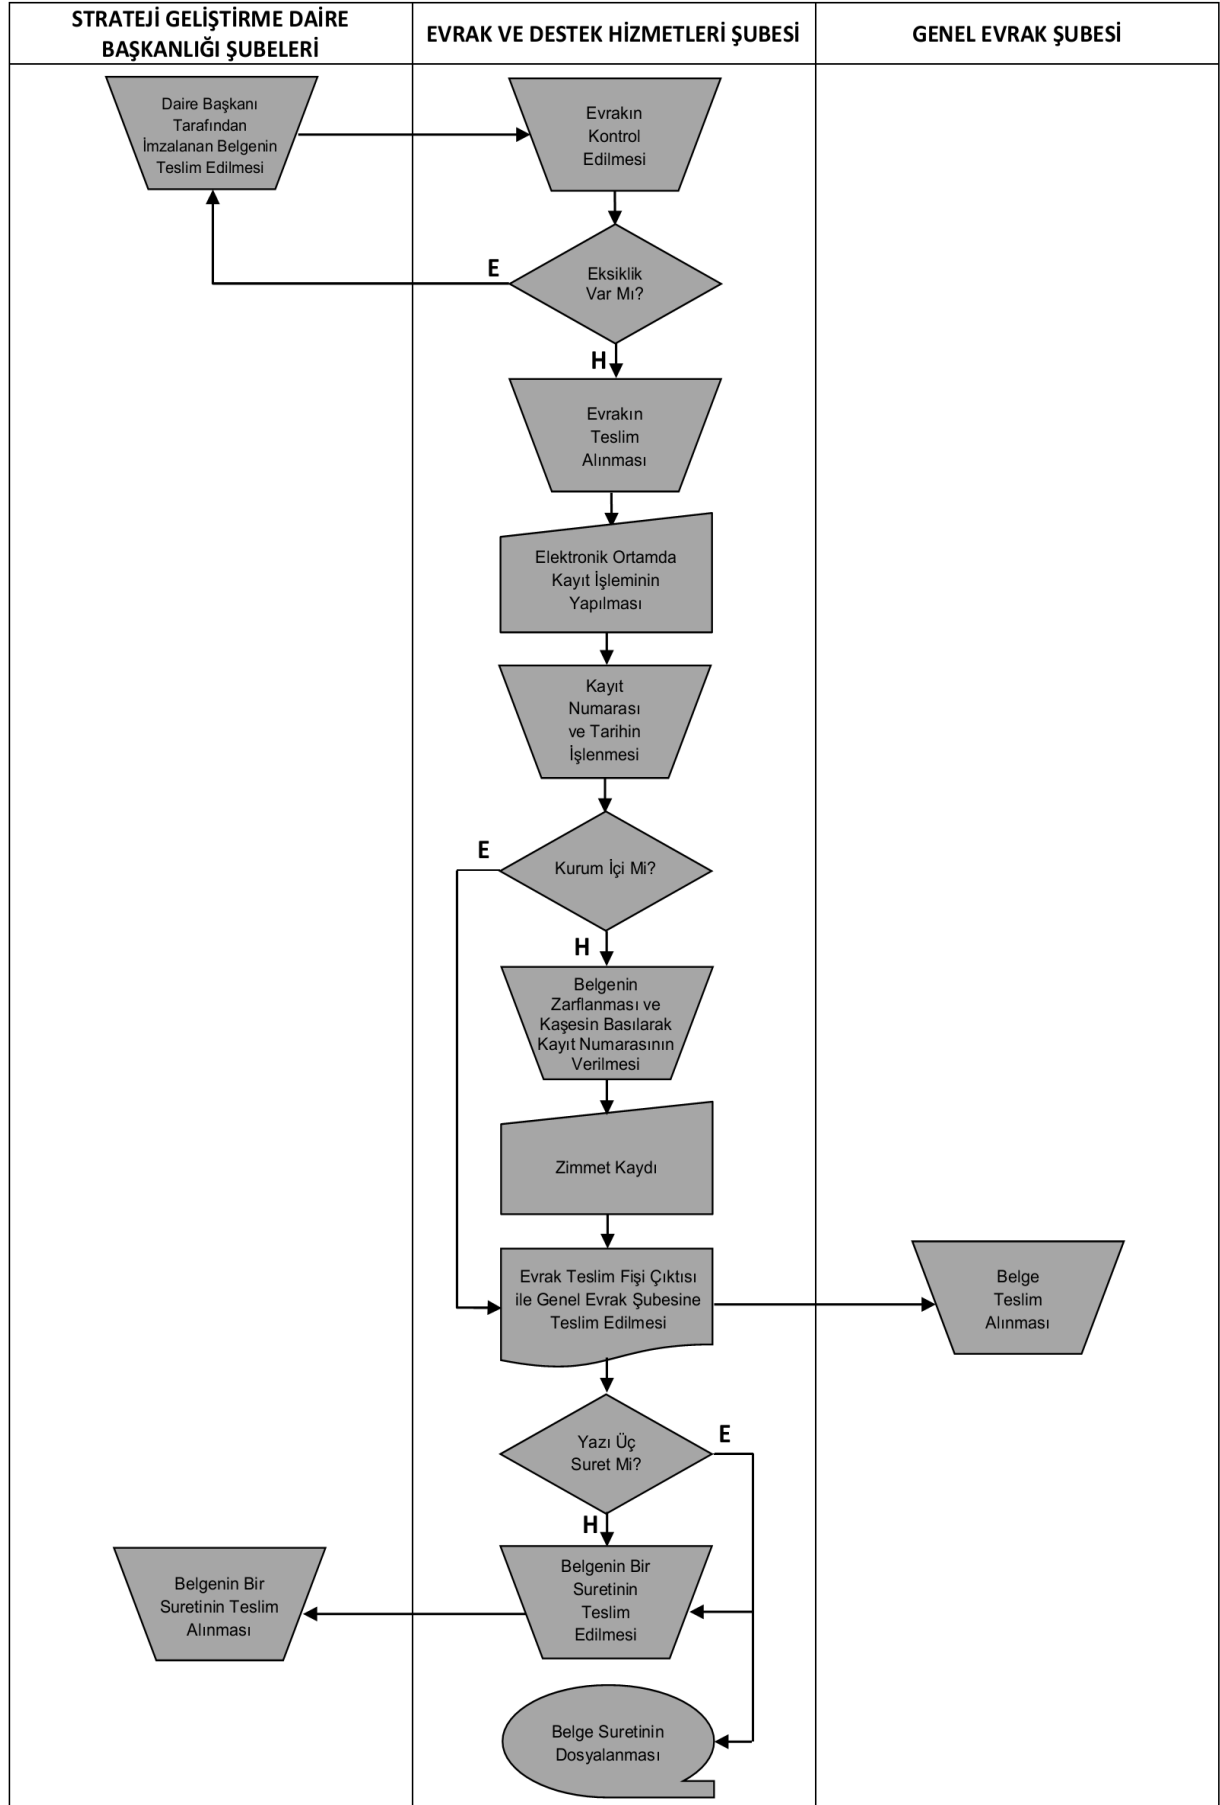 STRATEJİ GELİŞTİRME DAİRE
BAŞKANLIĞI ŞUBELERİ
EVRAK VE DESTEK HİZMETLERİ ŞUBESİ
GENEL EVRAK ŞUBESİ
Daire Başkanı
Tarafından
İmzalanan Belgenin
Teslim Edilmesi
Evrakın
Kontrol
Edilmesi
E
Eksiklik
Var Mı?
H
Evrakın
Teslim
Alınması
Elektronik Ortamda
Kayıt İşleminin
Yapılması
Kayıt
Numarası
ve Tarihin
İşlenmesi
E
Kurum İçi Mi?
H
Belgenin
Zarflanması ve
Kaşesin Basılarak
Kayıt Numarasının
Verilmesi
Zimmet Kaydı
Evrak Teslim Fişi Çıktısı
ile Genel Evrak Şubesine
Teslim Edilmesi
Belge
Teslim
Alınması
Yazı Üç
Suret Mi?
E
H
Belgenin Bir
Suretinin
Teslim
Edilmesi
Belgenin Bir
Suretinin Teslim
Alınması
Belge Suretinin
Dosyalanması